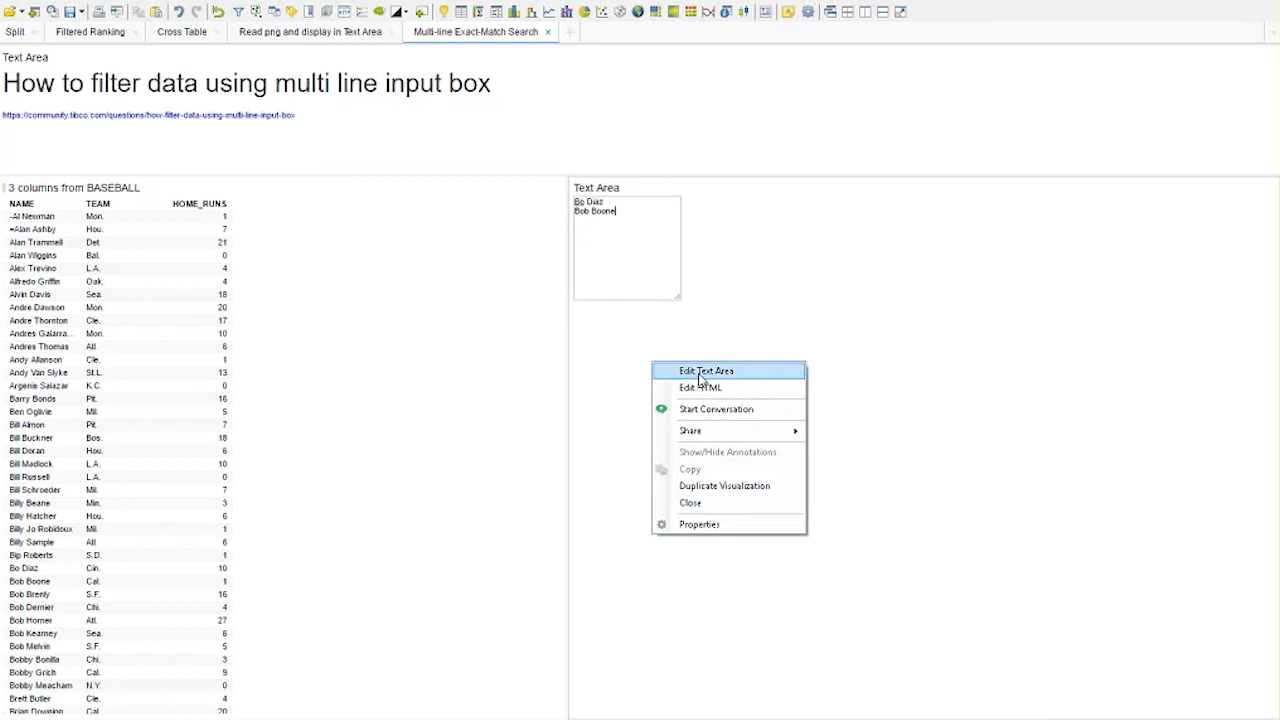 Split
Filtered Ranking
Cross Table
Read png and display in Text Area
Multi-line Exact-Match Search
Text Area
How to filter data using multi line input box
https://community.tibco.com/questions/how-filter-data-using-multi-line-input-box
3 columns from BASEBALL
NAME TEAM HOME_RUNS
-Al Newman Mon. 1
=Alan Ashby Hou. 7
Alan Trammell Det. 21
Alan Wiggins Bal. 0
Alex Trevino L.A. 4
Alfredo Griffin Oak. 4
Alvin Davis Sea. 18
Andre Dawson Mon. 20
Andre Thornton Cle. 17
Andres Galarra... Mon. 10
Andres Thomas Atl. 6
Andy Allanson Cle. 1
Andy Van Slyke St.L. 13
Argenis Salazar K.C. 0
Barry Bonds Pit. 16
Ben Oglivie Mil. 5
Bill Almon Pit. 7
Bill Buckner Bos. 18
Bill Doran Hou. 6
Bill Madlock L.A. 10
Bill Russell L.A. 0
Bill Schroeder Mil. 7
Billy Beane Min. 3
Billy Hatcher Hou. 6
Billy Jo Robidoux Mil. 1
Billy Sample Atl. 6
Bip Roberts S.D. 1
Bo Diaz Cin. 10
Bob Boone Cal. 1
Bob Brenly S.F. 16
Bob Dernier Chi. 4
Bob Horner Atl. 27
Bob Kearney Sea. 6
Bob Melvin S.F. 5
Bobby Bonilla Chi. 3
Bobby Grich Cal. 9
Bobby Meacham N.Y. 0
Brett Butler Cle. 4
Brian Downing Cal. 20
Text Area
Bo Diaz
Bob Boone
Edit Text Area
Edit HTML
Start Conversation
Share
Show/Hide Annotations
Copy
Duplicate Visualization
Close
Properties